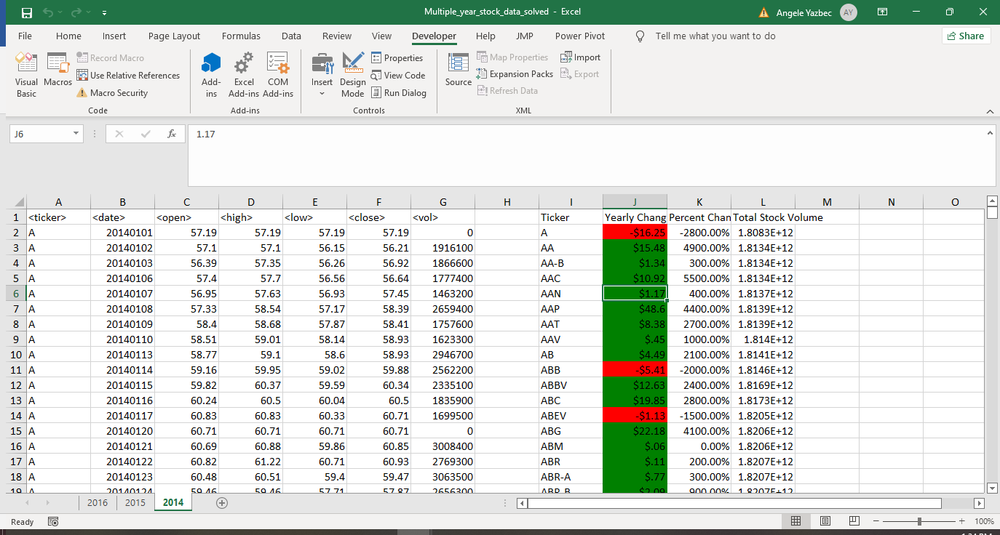 Multiple_year_stock_data_solved - Excel
Angele Yazbec AY
File Home Insert Page Layout Formulas Data Review View Developer Help JMP Power Pivot Tell me what you want to do Share
Visual Basic
Macros
Record Macro
Use Relative References
Macro Security
Code
Add-ins
Excel Add-ins
COM Add-ins
Add-ins
Insert
Design Mode
Properties
View Code
Run Dialog
Controls
Source
Map Properties
Expansion Packs
Refresh Data
Import
Export
XML
J6 fx 1.17
A B C D E F G H I J K L M N O
1 <ticker> <date> <open> <high> <low> <close> <vol> Ticker Yearly Chang Percent Chan Total Stock Volume
2 A 20140101 57.19 57.19 57.19 57.19 0 A -$16.25 -2800.00% 1.8083E+12
3 A 20140102 57.1 57.1 56.15 56.21 1916100 AA $15.48 4900.00% 1.8134E+12
4 A 20140103 56.39 57.35 56.26 56.92 1866600 AA-B $1.34 300.00% 1.8134E+12
5 A 20140106 57.4 57.7 56.56 56.64 1777400 AAC $10.92 5500.00% 1.8134E+12
6 A 20140107 56.95 57.63 56.93 57.45 1463200 AAN $1.17 400.00% 1.8137E+12
7 A 20140108 57.33 58.54 57.17 58.39 2659400 AAP $48.6 4400.00% 1.8139E+12
8 A 20140109 58.4 58.68 57.87 58.41 1757600 AAT $8.38 2700.00% 1.8139E+12
9 A 20140110 58.51 59.01 58.14 58.93 1623300 AAV $.45 1000.00% 1.814E+12
10 A 20140113 58.77 59.1 58.6 58.93 2946700 AB $4.49 2100.00% 1.8141E+12
11 A 20140114 59.16 59.95 59.02 59.88 2562200 ABB -$5.41 -2000.00% 1.8146E+12
12 A 20140115 59.82 60.37 59.59 60.34 2335100 ABBV $12.63 2400.00% 1.8169E+12
13 A 20140116 60.24 60.5 60.04 60.5 1835900 ABC $19.85 2800.00% 1.8173E+12
14 A 20140117 60.83 60.83 60.33 60.71 1699500 ABEV -$1.13 -1500.00% 1.8205E+12
15 A 20140120 60.71 60.71 60.71 60.71 0 ABG $22.18 4100.00% 1.8206E+12
16 A 20140121 60.69 60.88 59.86 60.85 3008400 ABM $.06 0.00% 1.8206E+12
17 A 20140122 60.82 61.22 60.71 60.93 2769300 ABR $.11 200.00% 1.8207E+12
18 A 20140123 60.48 60.51 59.4 59.47 3063500 ABR-A $.77 300.00% 1.8207E+12
19 A 20140124 59.46 59.46 57.71 57.87 2656300 ABR-B $2.09 900.00% 1.8207E+12
2016 2015 2014
Ready 100%